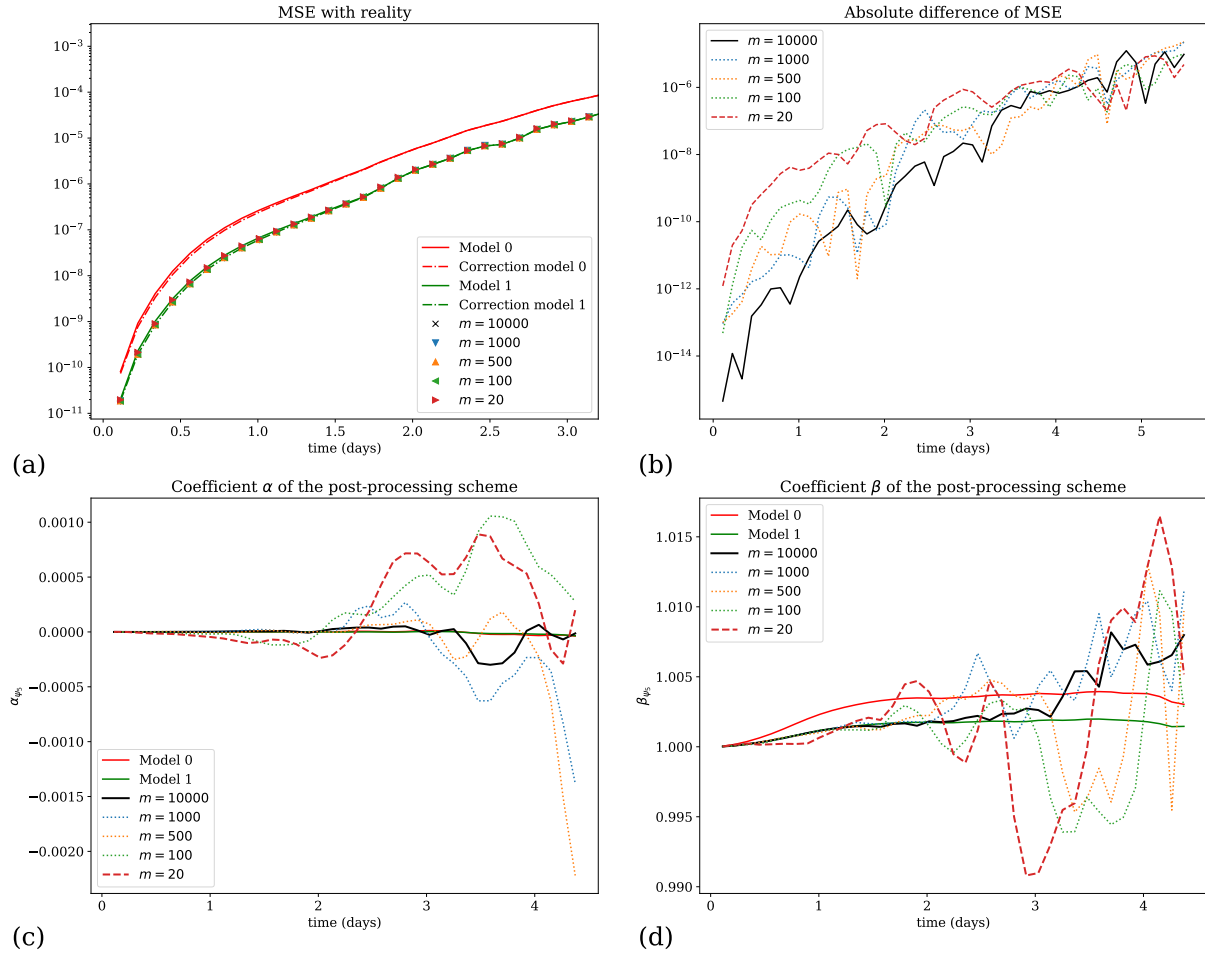 MSE with reality
10⁻³
10⁻⁴
10⁻⁵
10⁻⁶
10⁻⁷
10⁻⁸
10⁻⁹
10⁻¹⁰
10⁻¹¹
Model 0
Correction model 0
Model 1
Correction model 1
m = 10000
m = 1000
m = 500
m = 100
m = 20
0.0 0.5 1.0 1.5 2.0 2.5 3.0
time (days)
(a)
Absolute difference of MSE
m = 10000
m = 1000
m = 500
m = 100
m = 20
10⁻⁶
10⁻⁸
10⁻¹⁰
10⁻¹²
10⁻¹⁴
0 1 2 3 4 5
time (days)
(b)
Coefficient α of the post-processing scheme
0.0010
0.0005
0.0000
−0.0005
−0.0010
−0.0015
−0.0020
α_ψ₅
Model 0
Model 1
m = 10000
m = 1000
m = 500
m = 100
m = 20
0 1 2 3 4
time (days)
(c)
Coefficient β of the post-processing scheme
Model 0
Model 1
m = 10000
m = 1000
m = 500
m = 100
m = 20
1.015
1.010
1.005
1.000
0.995
0.990
β_ψ₅
0 1 2 3 4
time (days)
(d)